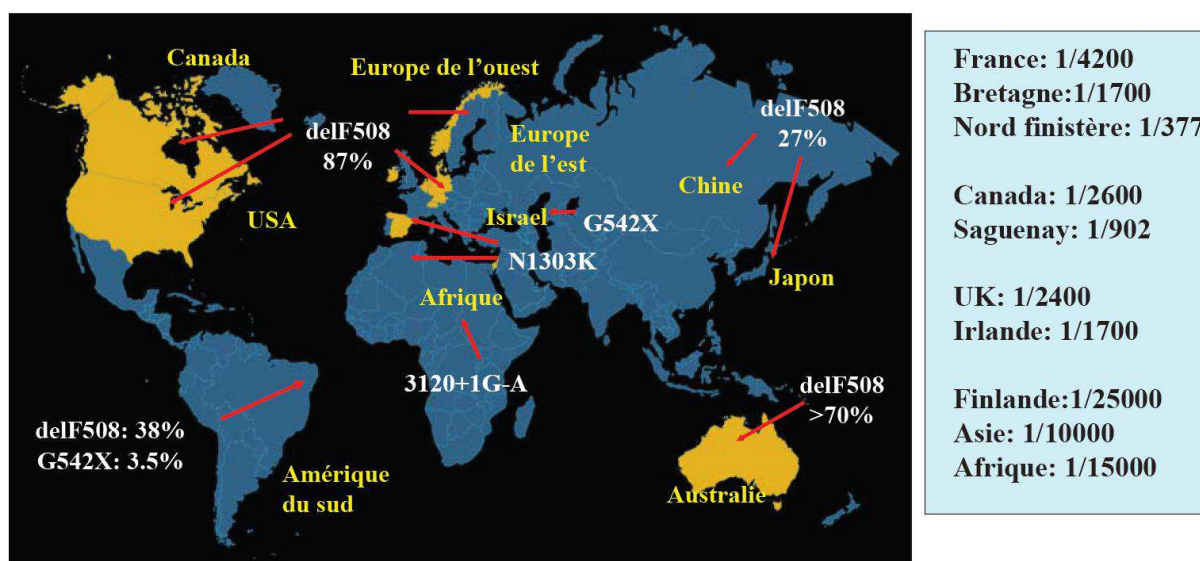 Canada
Europe de l’ouest
delF508
87%
Europe
de l’est
delF508
27%
Chine
USA
Israel
G542X
N1303K
Afrique
Japon
3120+1G-A
delF508: 38%
G542X: 3.5%
Amérique
du sud
delF508
>70%
Australie
France: 1/4200
Bretagne:1/1700
Nord finistère: 1/377
Canada: 1/2600
Saguenay: 1/902
UK: 1/2400
Irlande: 1/1700
Finlande:1/25000
Asie: 1/10000
Afrique: 1/15000